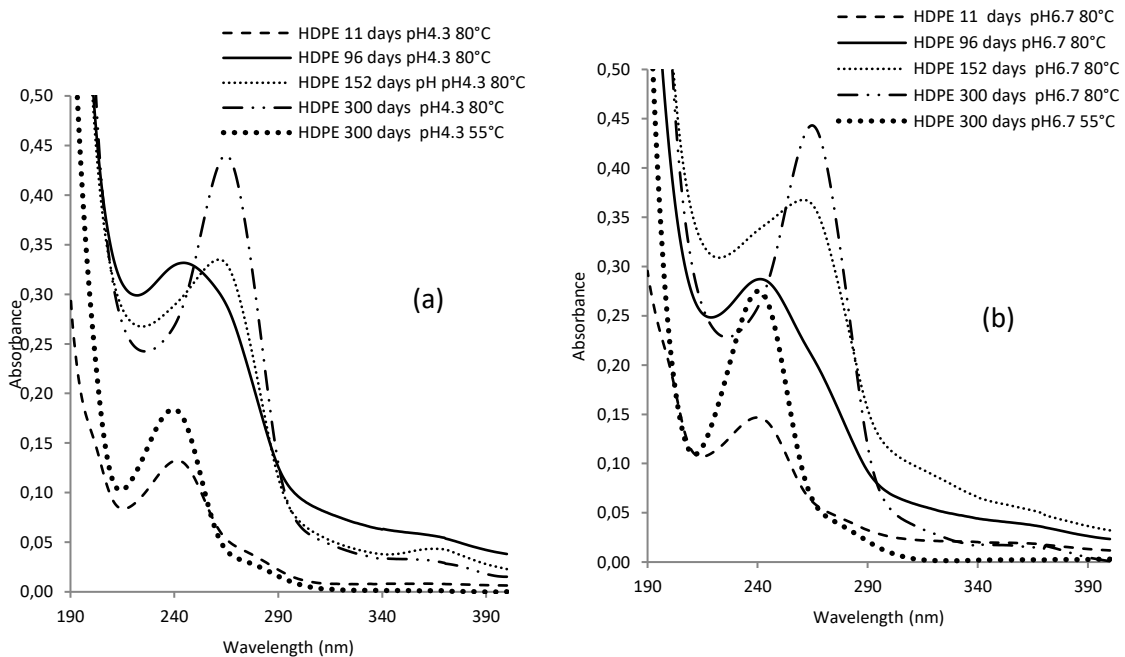 HDPE 11 days pH4.3 80°C
HDPE 96 days pH4.3 80°C
HDPE 152 days pH pH4.3 80°C
HDPE 300 days pH4.3 80°C
HDPE 300 days pH4.3 55°C
0,50
0,45
0,40
0,35
0,30
0,25
0,20
0,15
0,10
0,05
0,00
Absorbance
(a)
190
240
290
340
390
Wavelength (nm)
HDPE 11 days pH6.7 80°C
HDPE 96 days pH6.7 80°C
HDPE 152 days pH6.7 80°C
HDPE 300 days pH6.7 80°C
HDPE 300 days pH6.7 55°C
0,50
0,45
0,40
0,35
0,30
0,25
0,20
0,15
0,10
0,05
0,00
Absorbance
(b)
190
240
290
340
390
Wavelength (nm)